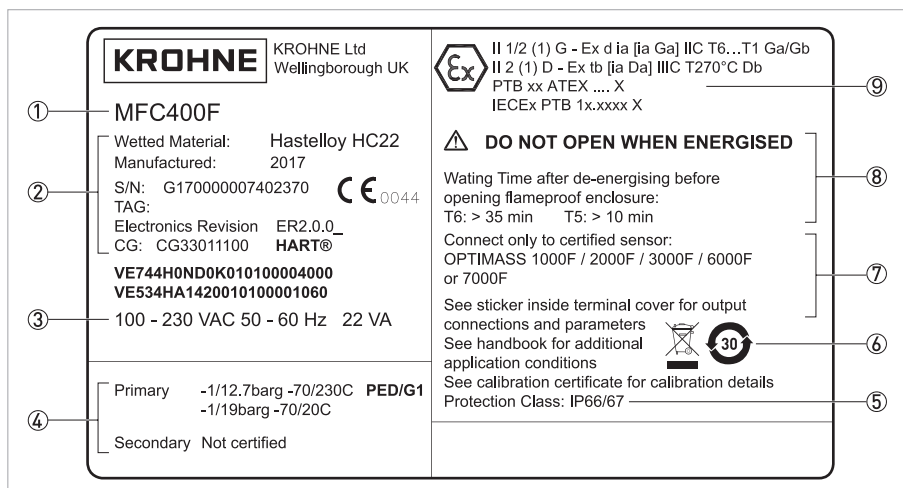 KROHNE
KROHNE Ltd
Wellingborough UK
① MFC400F
Wetted Material: Hastelloy HC22
Manufactured: 2017
② S/N: G170000007402370
CE 0044
TAG:
Electronics Revision ER2.0.0_
CG: CG33011100 HART®
VE744H0ND0K010100004000
VE534HA1420010100001060
③ 100 - 230 VAC 50 - 60 Hz 22 VA
④ Primary -1/12.7barg -70/230C PED/G1
-1/19barg -70/20C
Secondary Not certified
Ex
II 1/2 (1) G - Ex d ia [ia Ga] IIC T6...T1 Ga/Gb
II 2 (1) D - Ex tb [ia Da] IIIC T270°C Db
PTB xx ATEX .... X ⑨
IECEx PTB 1x.xxxx X
DO NOT OPEN WHEN ENERGISED
Wating Time after de-energising before ⑧
opening flameproof enclosure:
T6: > 35 min T5: > 10 min
Connect only to certified sensor:
OPTIMASS 1000F / 2000F / 3000F / 6000F ⑦
or 7000F
See sticker inside terminal cover for output
connections and parameters
See handbook for additional 30 ⑥
application conditions
See calibration certificate for calibration details
Protection Class: IP66/67 ⑤